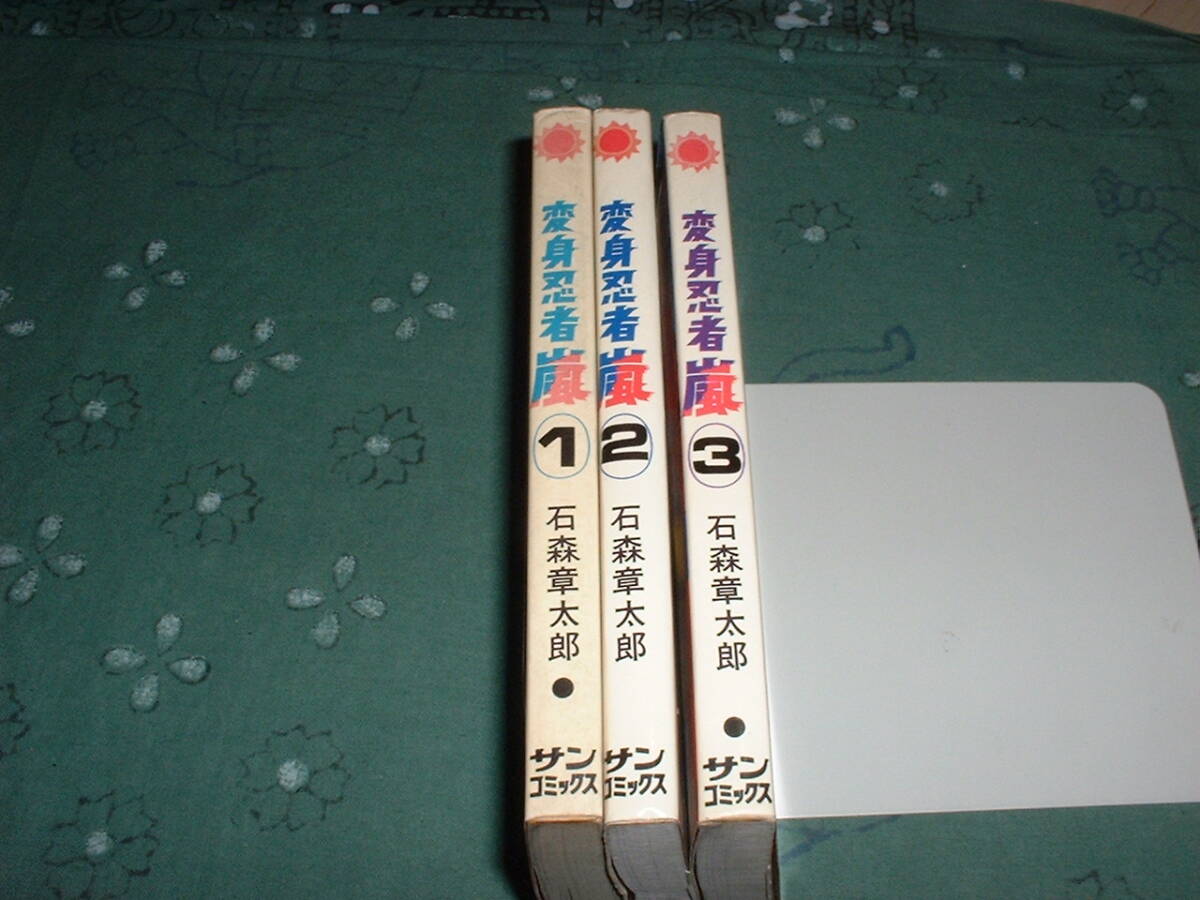 変身忍者嵐
1
石森章太郎
●
サン
コミックス
変身忍者嵐
2
石森章太郎
サン
コミックス
変身忍者嵐
3
石森章太郎
●
サン
コミックス